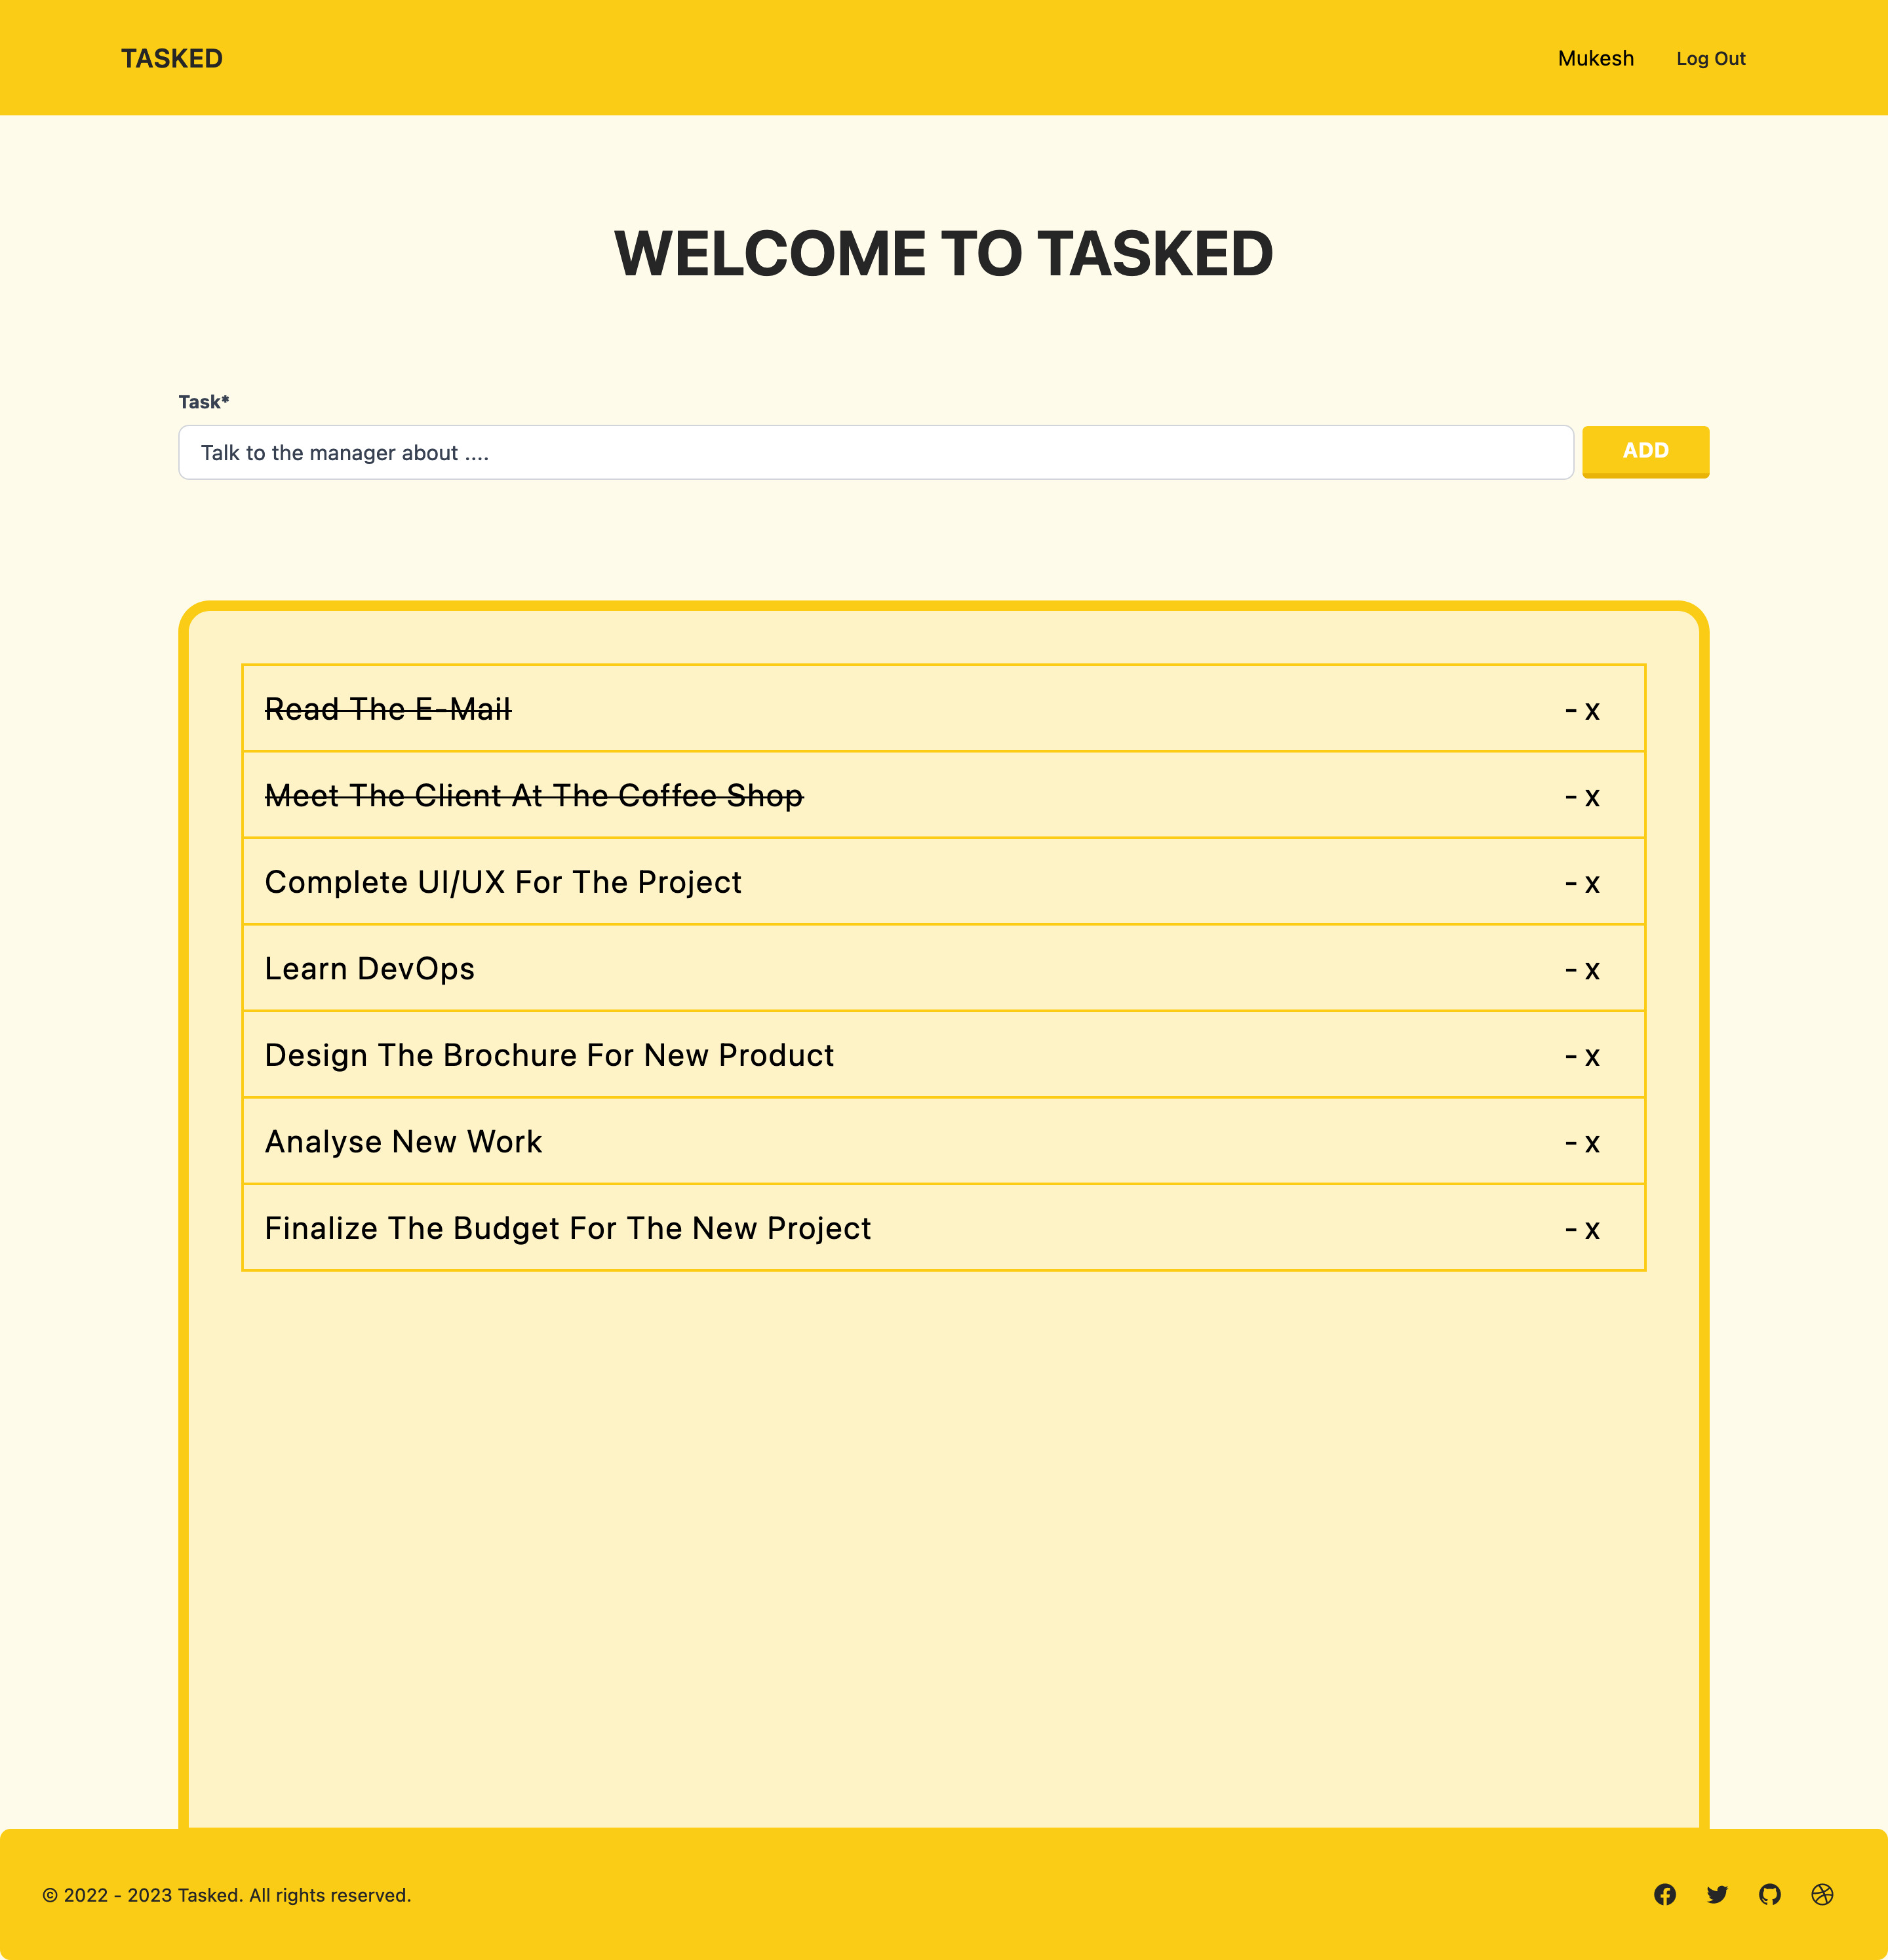 TASKED
Mukesh Log Out
WELCOME TO TASKED
Task*
Talk to the manager about ....
ADD
Read The E-Mail - x
Meet The Client At The Coffee Shop - x
Complete UI/UX For The Project - x
Learn DevOps - x
Design The Brochure For New Product - x
Analyse New Work - x
Finalize The Budget For The New Project - x
© 2022 - 2023 Tasked. All rights reserved.